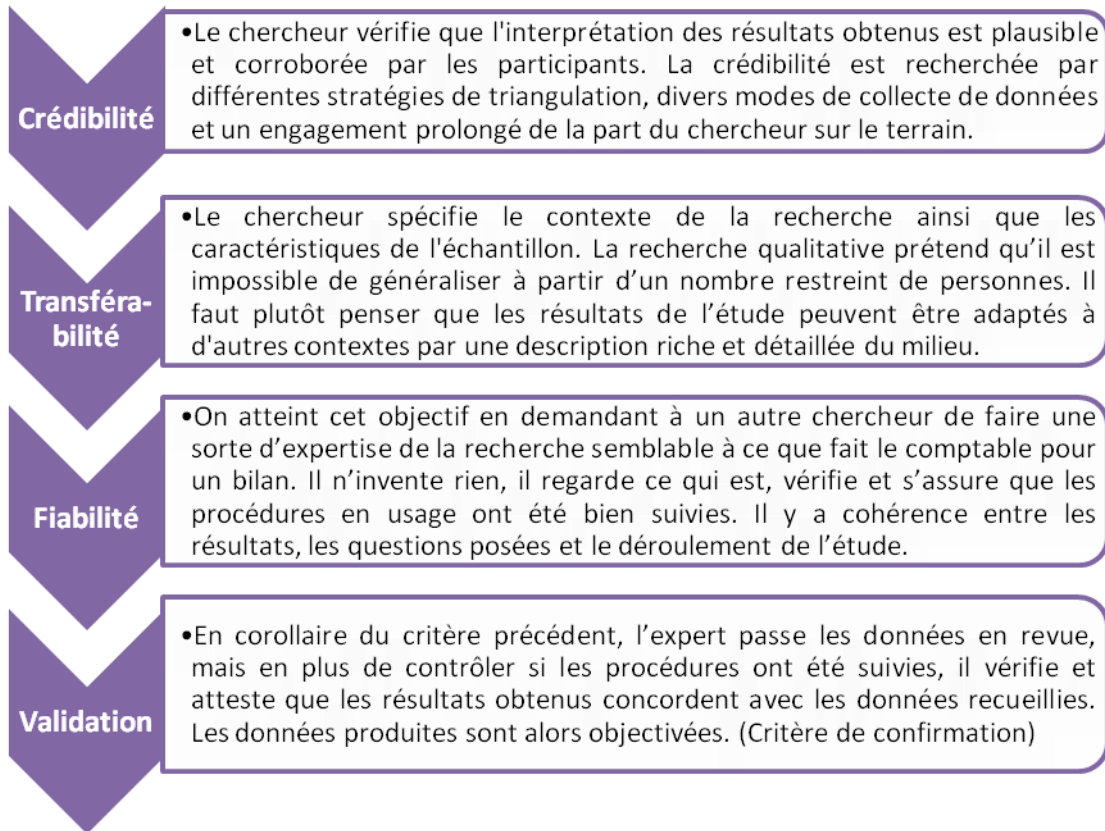 Crédibilité
•Le chercheur vérifie que l'interprétation des résultats obtenus est plausible
et corroborée par les participants. La crédibilité est recherchée par
différentes stratégies de triangulation, divers modes de collecte de données
et un engagement prolongé de la part du chercheur sur le terrain.
Transféra-
bilité
•Le chercheur spécifie le contexte de la recherche ainsi que les
caractéristiques de l'échantillon. La recherche qualitative prétend qu’il est
impossible de généraliser à partir d’un nombre restreint de personnes. Il
faut plutôt penser que les résultats de l’étude peuvent être adaptés à
d'autres contextes par une description riche et détaillée du milieu.
Fiabilité
•On atteint cet objectif en demandant à un autre chercheur de faire une
sorte d’expertise de la recherche semblable à ce que fait le comptable pour
un bilan. Il n’invente rien, il regarde ce qui est, vérifie et s’assure que les
procédures en usage ont été bien suivies. Il y a cohérence entre les
résultats, les questions posées et le déroulement de l’étude.
Validation
•En corollaire du critère précédent, l’expert passe les données en revue,
mais en plus de contrôler si les procédures ont été suivies, il vérifie et
atteste que les résultats obtenus concordent avec les données recueillies.
Les données produites sont alors objectivées. (Critère de confirmation)